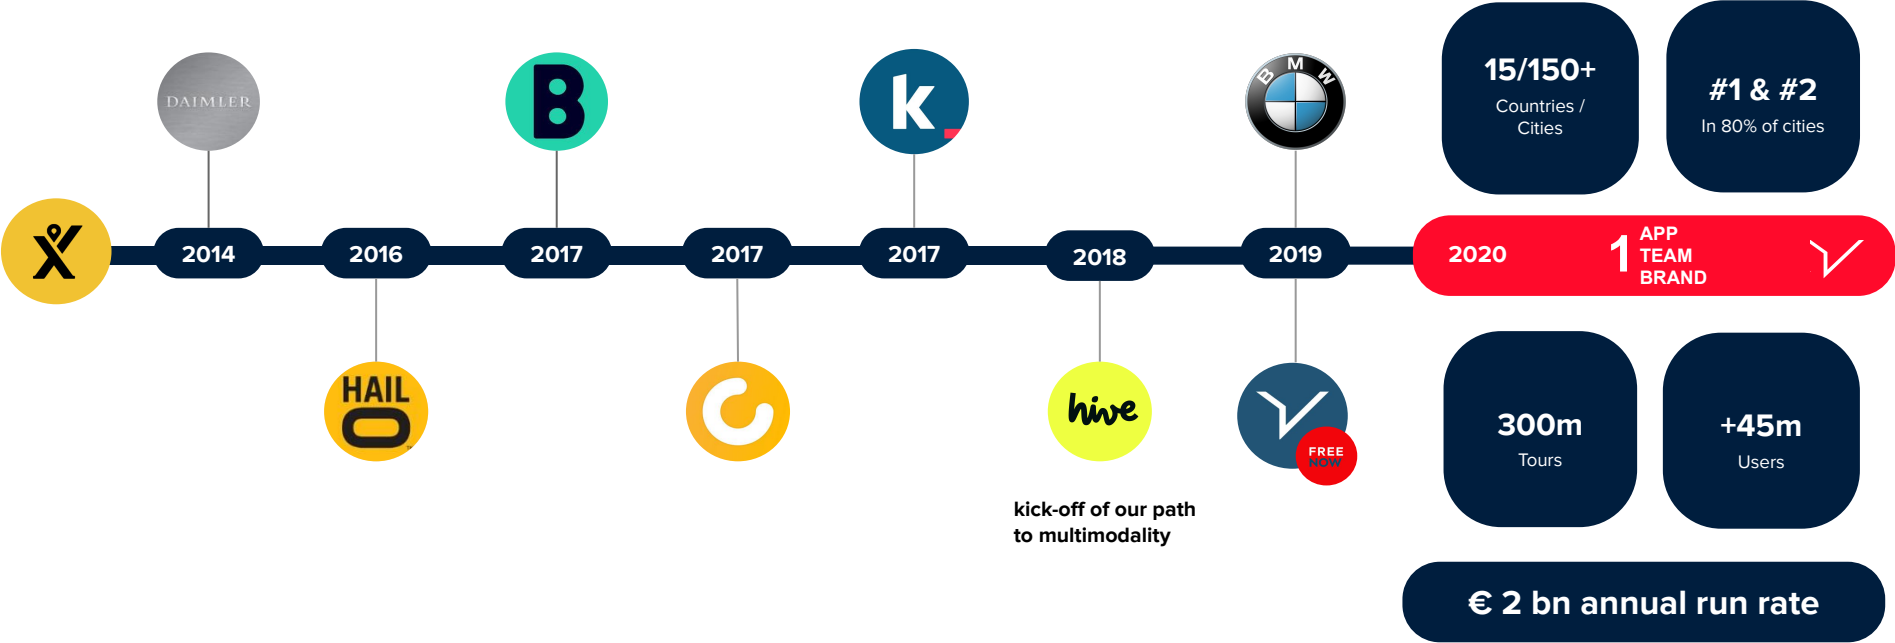 DAIMLER
B
k.
BMW
15/150+
Countries /
Cities
#1 & #2
In 80% of cities
2014
2016
2017
2017
2017
2018
2019
2020
1
APP
TEAM
BRAND
HAIL
O
hive
FREE
NOW
kick-off of our path
to multimodality
300m
Tours
+45m
Users
€ 2 bn annual run rate